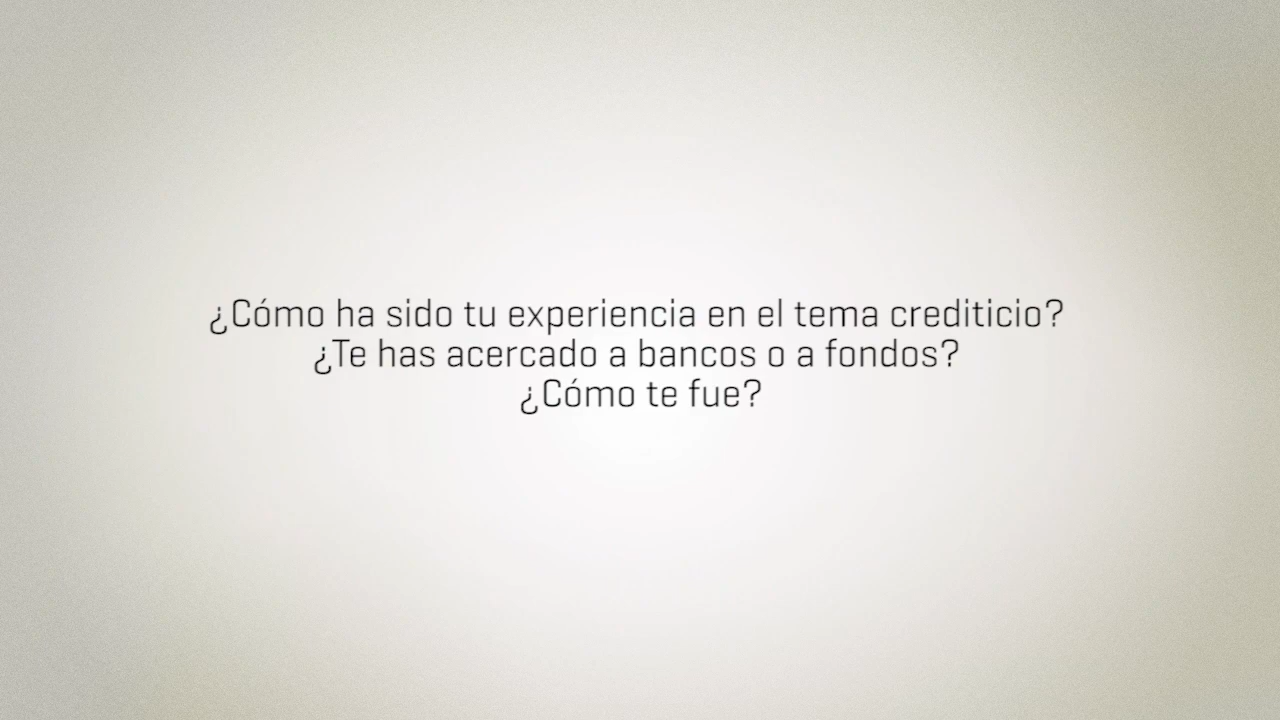 ¿Cómo ha sido tu experiencia en el tema crediticio?
¿Te has acercado a bancos o a fondos?
¿Cómo te fue?